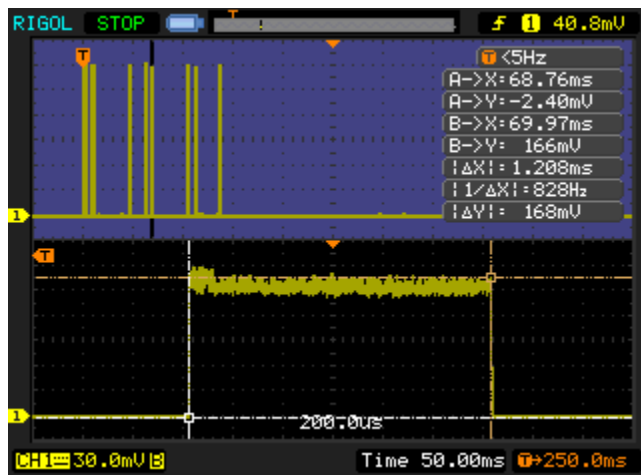 RIGOL STOP T 1 40.8mV
T
T <5Hz
A->X:68.76ms
A->Y:-2.40mV
B->X:69.97ms
B->Y: 166mV
|ΔX|:1.208ms
|1/ΔX|:828Hz
|ΔY|: 168mV
1
T
1
200.0us
CH1 30.0mV B Time 50.00ms T→250.0ms